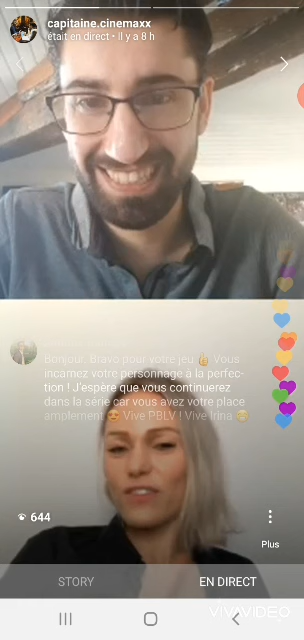 capitaine.cinemaxx
était en direct • Il y a 8 h
Bonjour. Bravo pour votre jeu 👍 Vous
incarnez votre personnage à la perfec-
tion ! J'espère que vous continuerez
dans la série car vous avez votre place
amplement 😍 Vive PBLV ! Vive Irina 😊
644
Plus
STORY
EN DIRECT
VIVAVIDEO